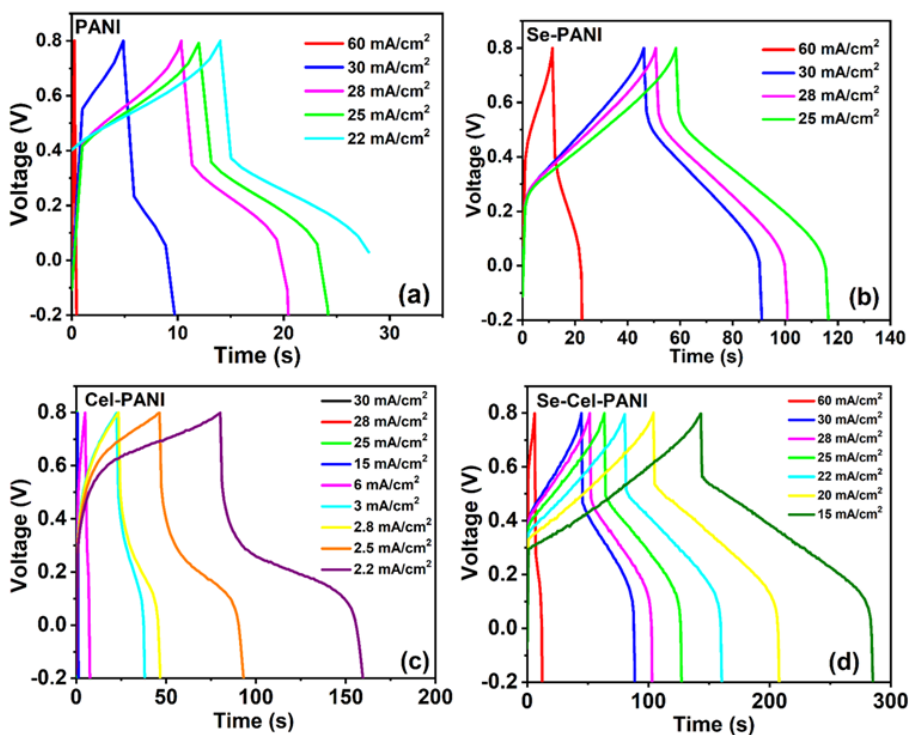 PANI
60 mA/cm²
30 mA/cm²
28 mA/cm²
25 mA/cm²
22 mA/cm²
(a)
Voltage (V)
0.8
0.6
0.4
0.2
0.0
-0.2
0 10 20 30
Time (s)
Se-PANI
60 mA/cm²
30 mA/cm²
28 mA/cm²
25 mA/cm²
(b)
Voltage (V)
0.8
0.6
0.4
0.2
0.0
-0.2
0 20 40 60 80 100 120 140
Time (s)
Cel-PANI
30 mA/cm²
28 mA/cm²
25 mA/cm²
15 mA/cm²
6 mA/cm²
3 mA/cm²
2.8 mA/cm²
2.5 mA/cm²
2.2 mA/cm²
(c)
Voltage (V)
0.8
0.6
0.4
0.2
0.0
-0.2
0 50 100 150 200
Time (s)
Se-Cel-PANI
60 mA/cm²
30 mA/cm²
28 mA/cm²
25 mA/cm²
22 mA/cm²
20 mA/cm²
15 mA/cm²
(d)
Voltage (V)
0.8
0.6
0.4
0.2
0.0
-0.2
0 100 200 300
Time (s)